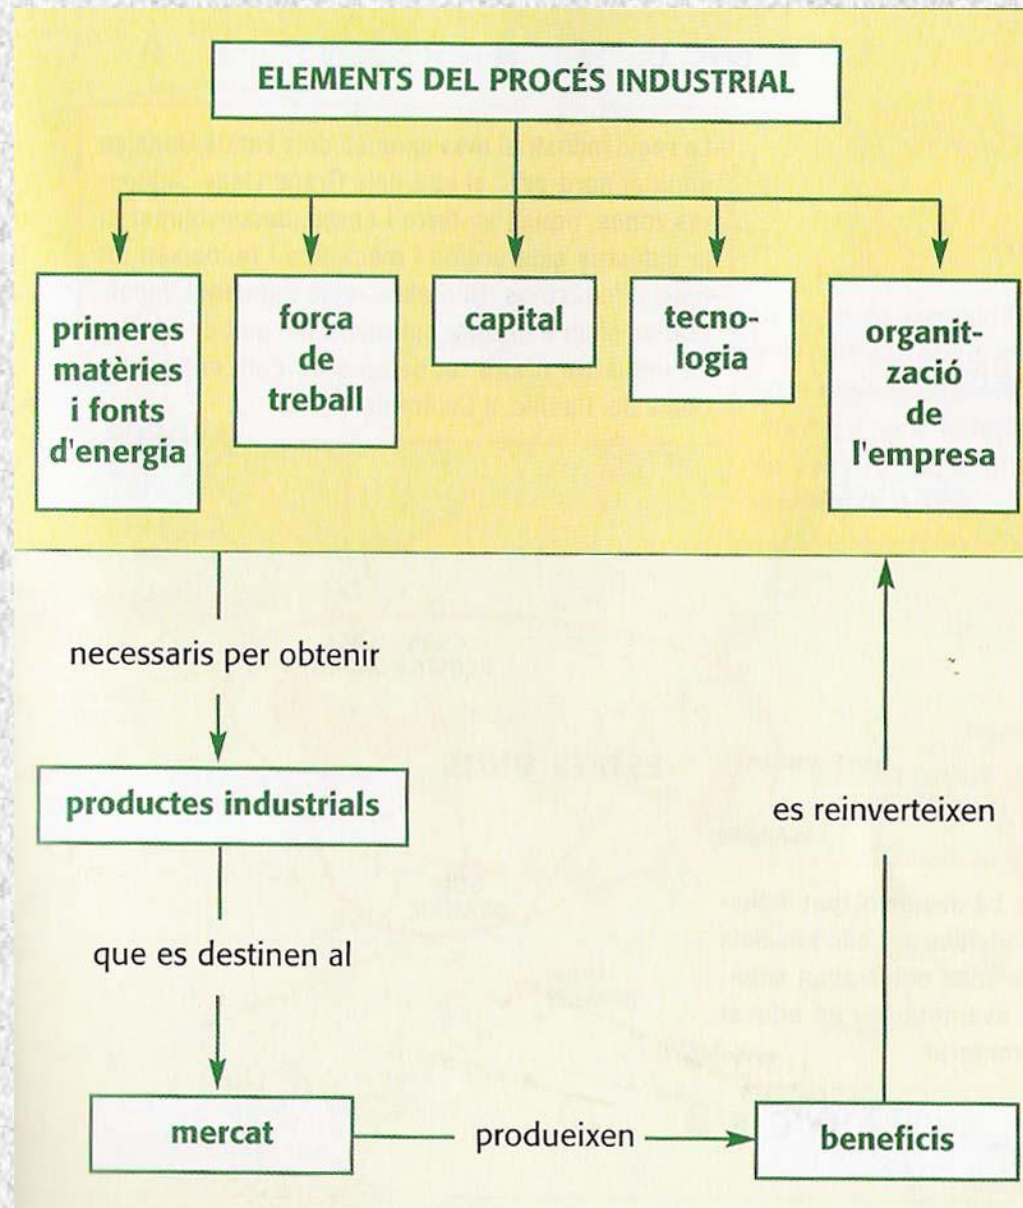 ELEMENTS DEL PROCÉS INDUSTRIAL
primeres
matèries
i fonts
d'energia
força
de
treball
capital
tecno-
logia
organit-
zació
de
l'empresa
necessaris per obtenir
productes industrials
que es destinen al
mercat
produeixen
beneficis
es reinverteixen